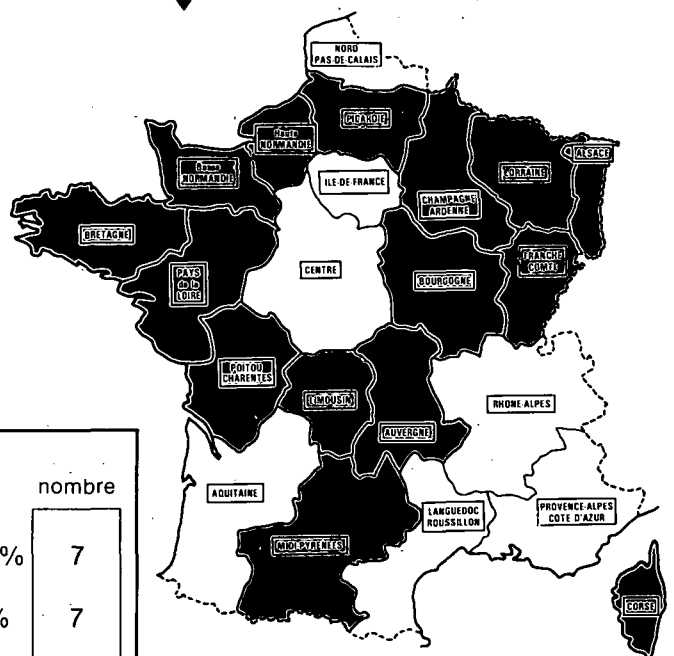 NORD
PAS-DE-CALAIS
PICARDIE
Haute
NORMANDIE
Basse
NORMANDIE
ILE-DE-FRANCE
CHAMPAGNE
ARDENNE
LORRAINE
ALSACE
BRETAGNE
PAYS
de la
LOIRE
CENTRE
BOURGOGNE
FRANCHE
COMTE
POITOU
CHARENTES
LIMOUSIN
AUVERGNE
RHONE-ALPES
AQUITAINE
LANGUEDOC
ROUSSILLON
PROVENCE-ALPES
COTE D'AZUR
MIDI-PYRENEES
CORSE
nombre
% 7
% 7